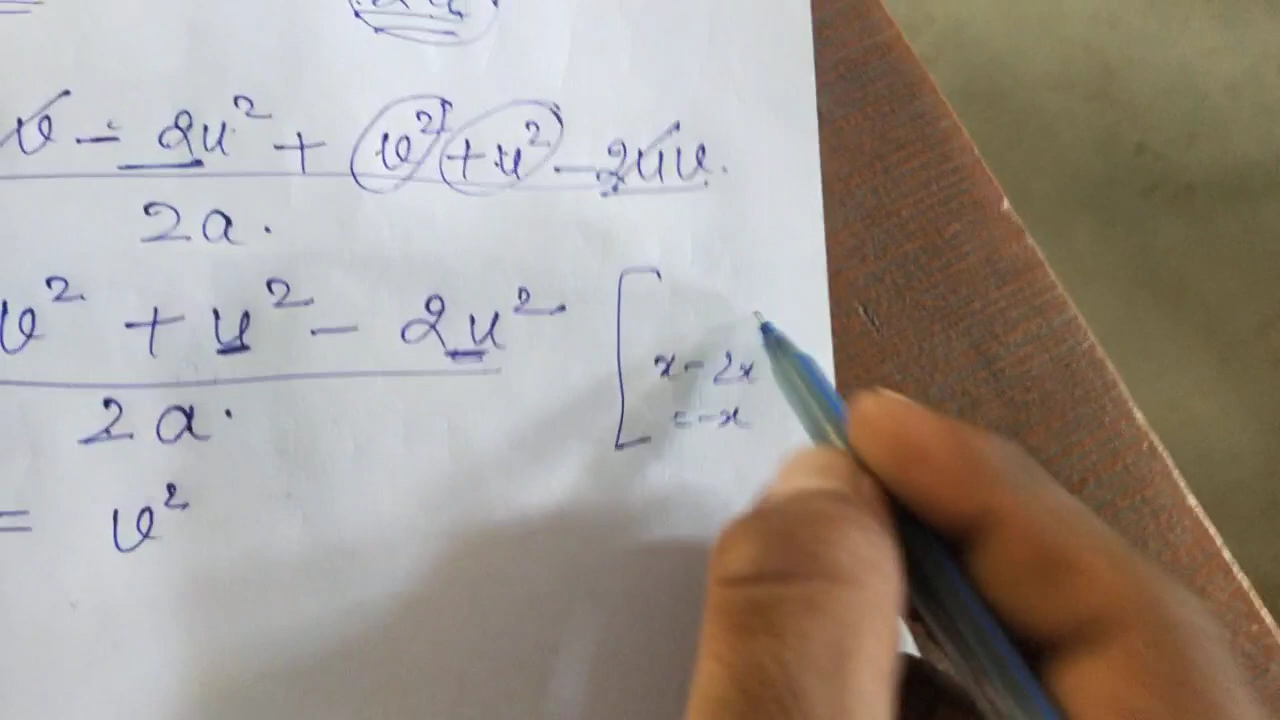 v - 2u² + v² + u² - 2uv.
2a.
v² + u² - 2u²
2a.
[ x - 2x
= -x
= v²